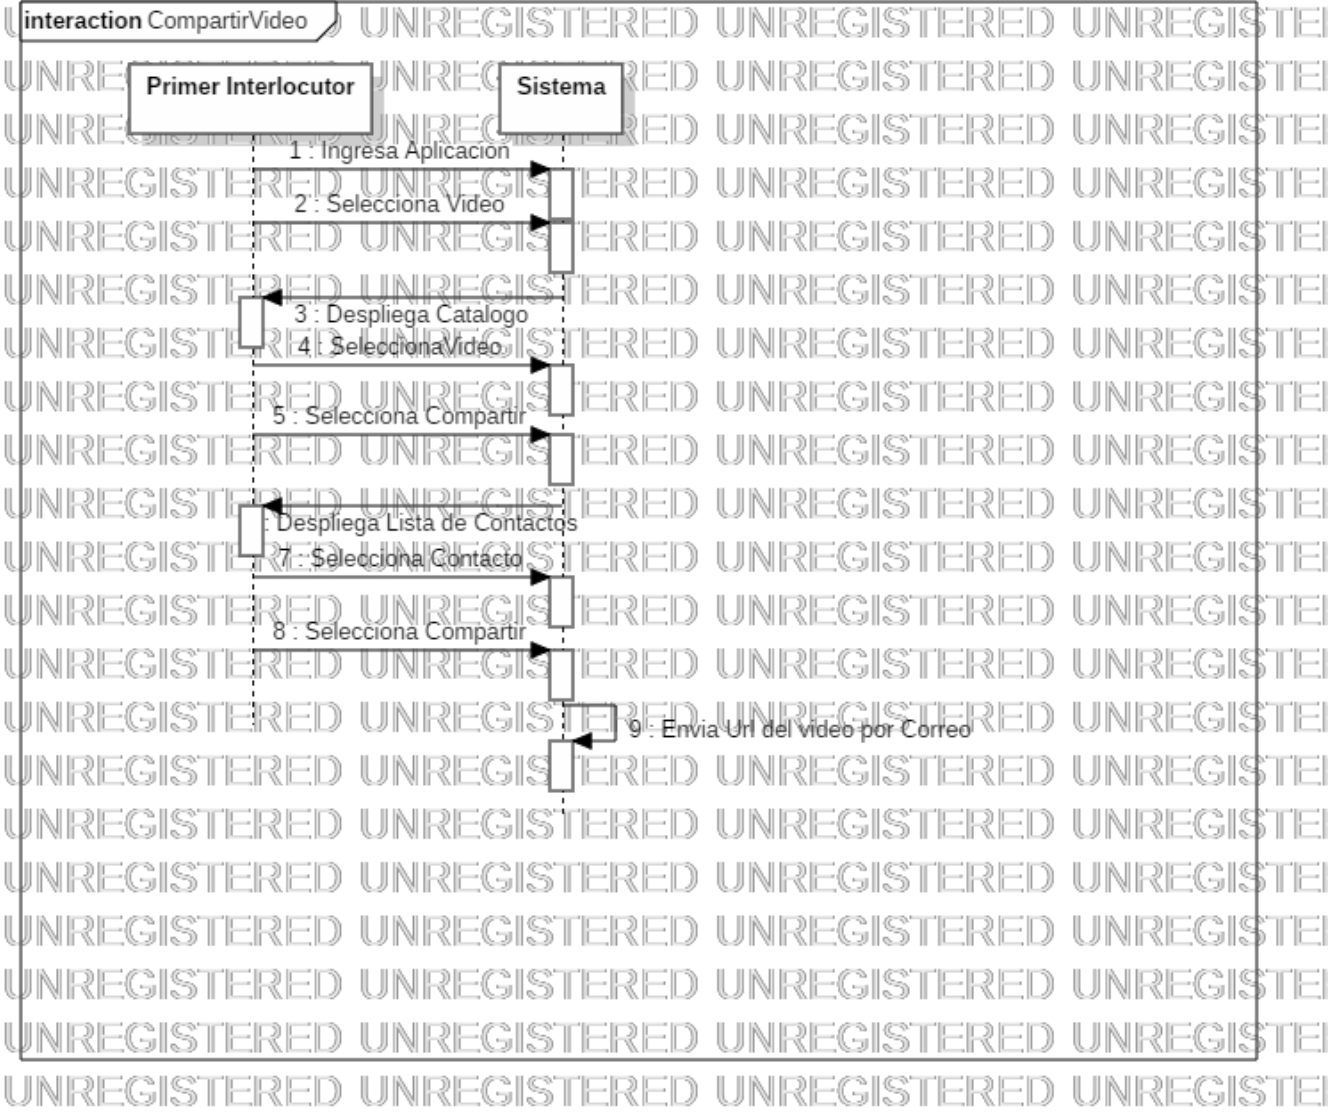 interaction CompartirVideo
Primer Interlocutor
Sistema
1 : Ingresa Aplicacion
2 : Selecciona Video
3 : Despliega Catalogo
4 : SeleccionaVideo
5 : Selecciona Compartir
: Despliega Lista de Contactos
7 : Selecciona Contacto
8 : Selecciona Compartir
9 : Envia Url del video por Correo
UNREGISTERED UNREGISTERED UNREGISTERED UNREGISTE